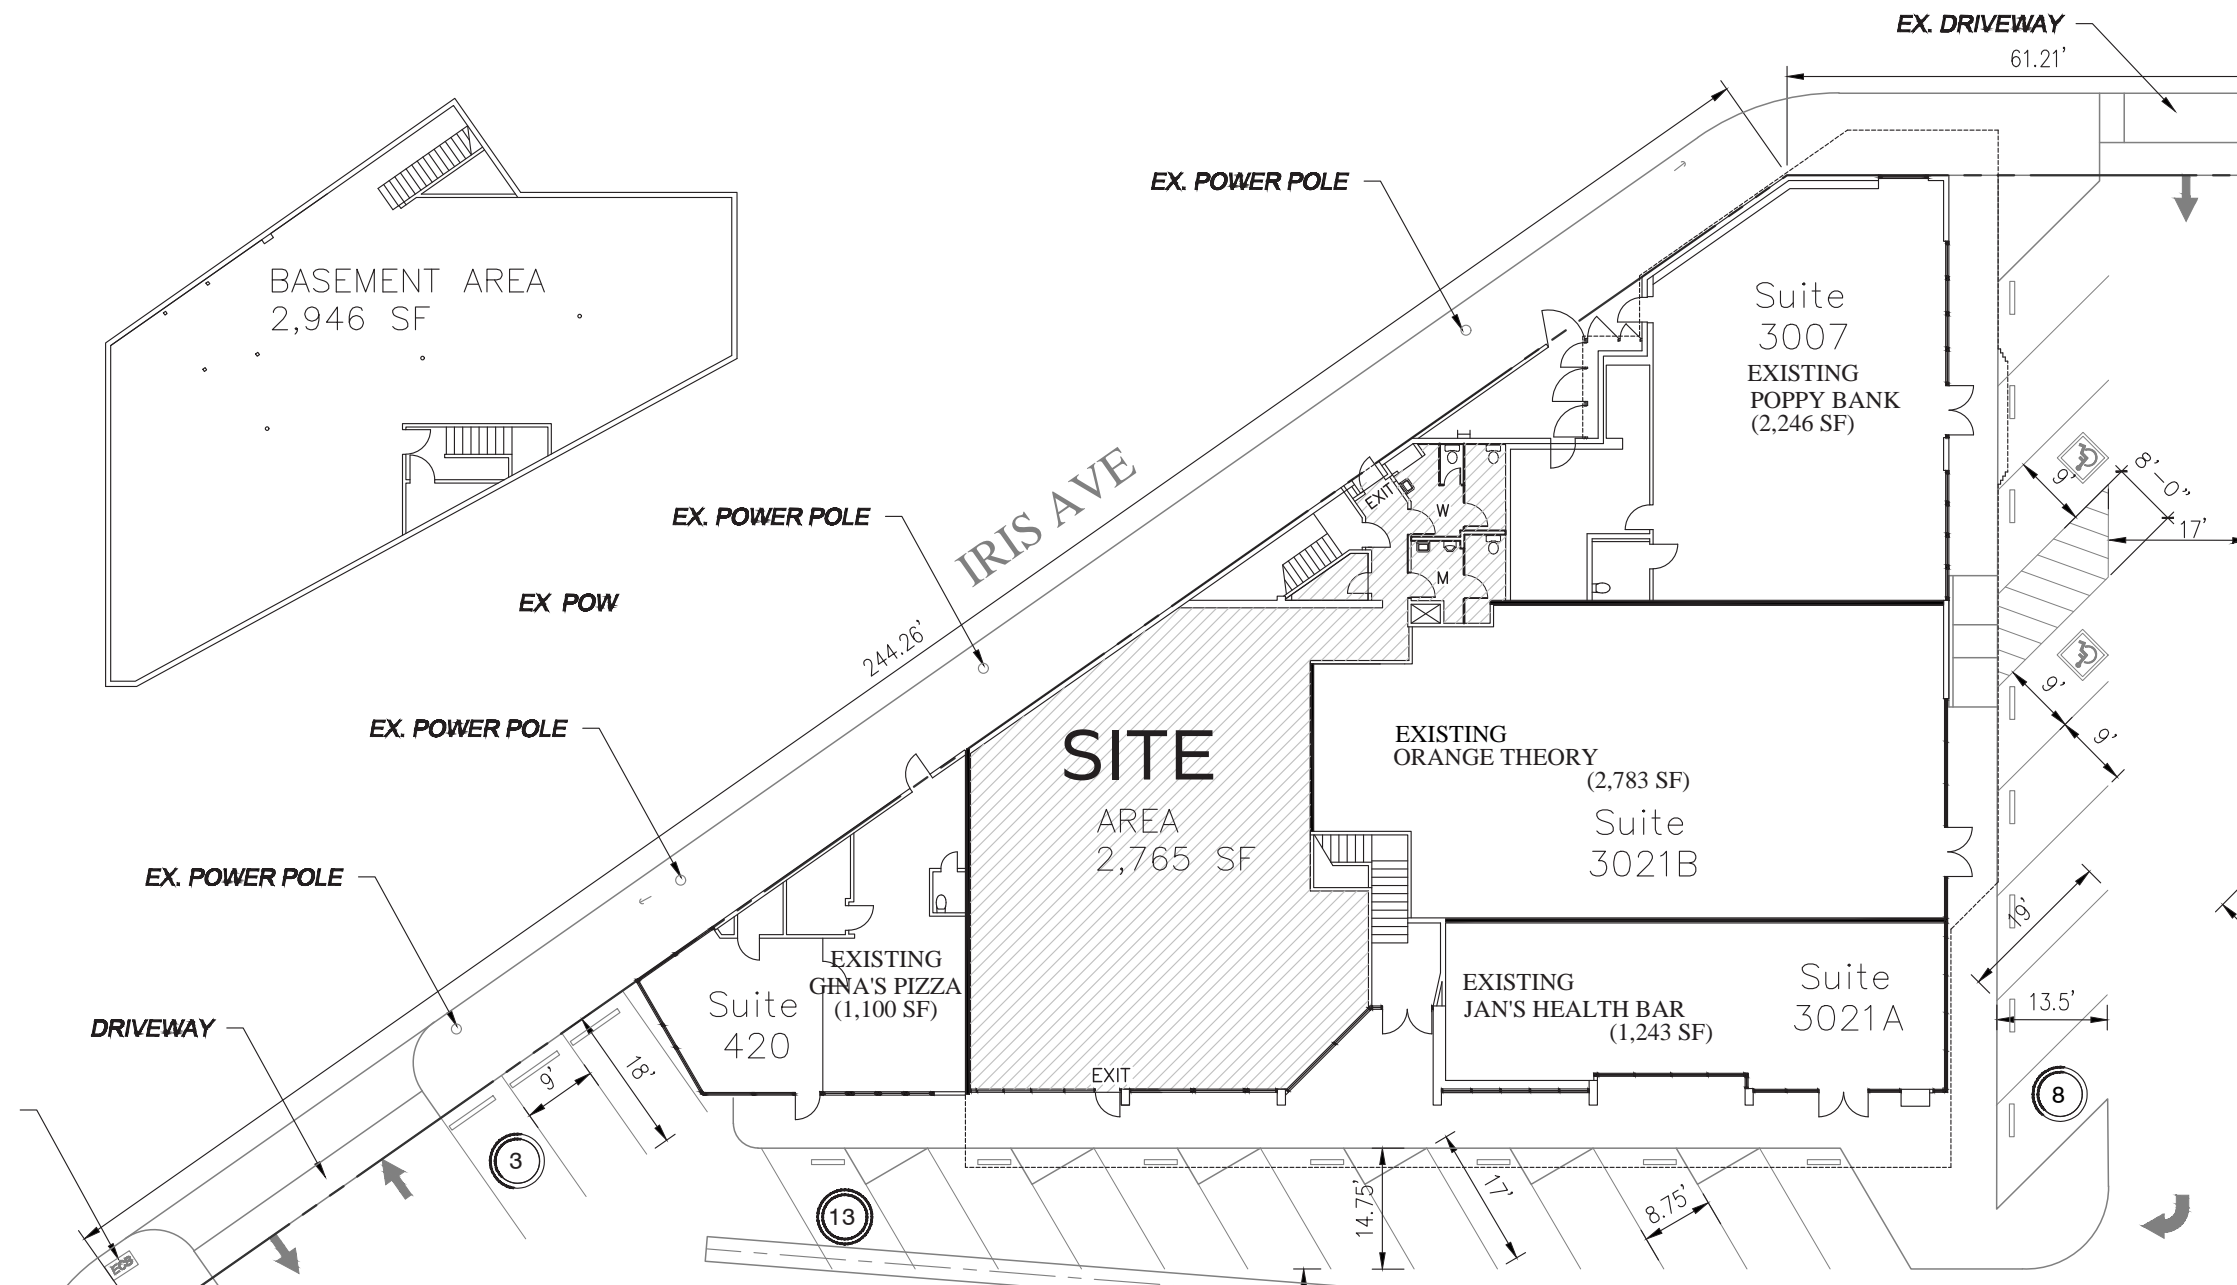 EX. DRIVEWAY
61.21'
EX. POWER POLE
BASEMENT AREA
2,946 SF
Suite
3007
EXISTING
POPPY BANK
(2,246 SF)
9'
8'-0"
17'
EXIT
W
M
IRIS AVE
EX. POWER POLE
EX POW
244.26'
EX. POWER POLE
9'
9'
SITE
AREA
2,765 SF
EXISTING
ORANGE THEORY
(2,783 SF)
Suite
3021B
EX. POWER POLE
19'
EXISTING
GINA'S PIZZA
(1,100 SF)
Suite
420
EXISTING
JAN'S HEALTH BAR
(1,243 SF)
Suite
3021A
13.5'
DRIVEWAY
9'
18'
EXIT
8
3
13
14.75'
17'
8.75'
ECB